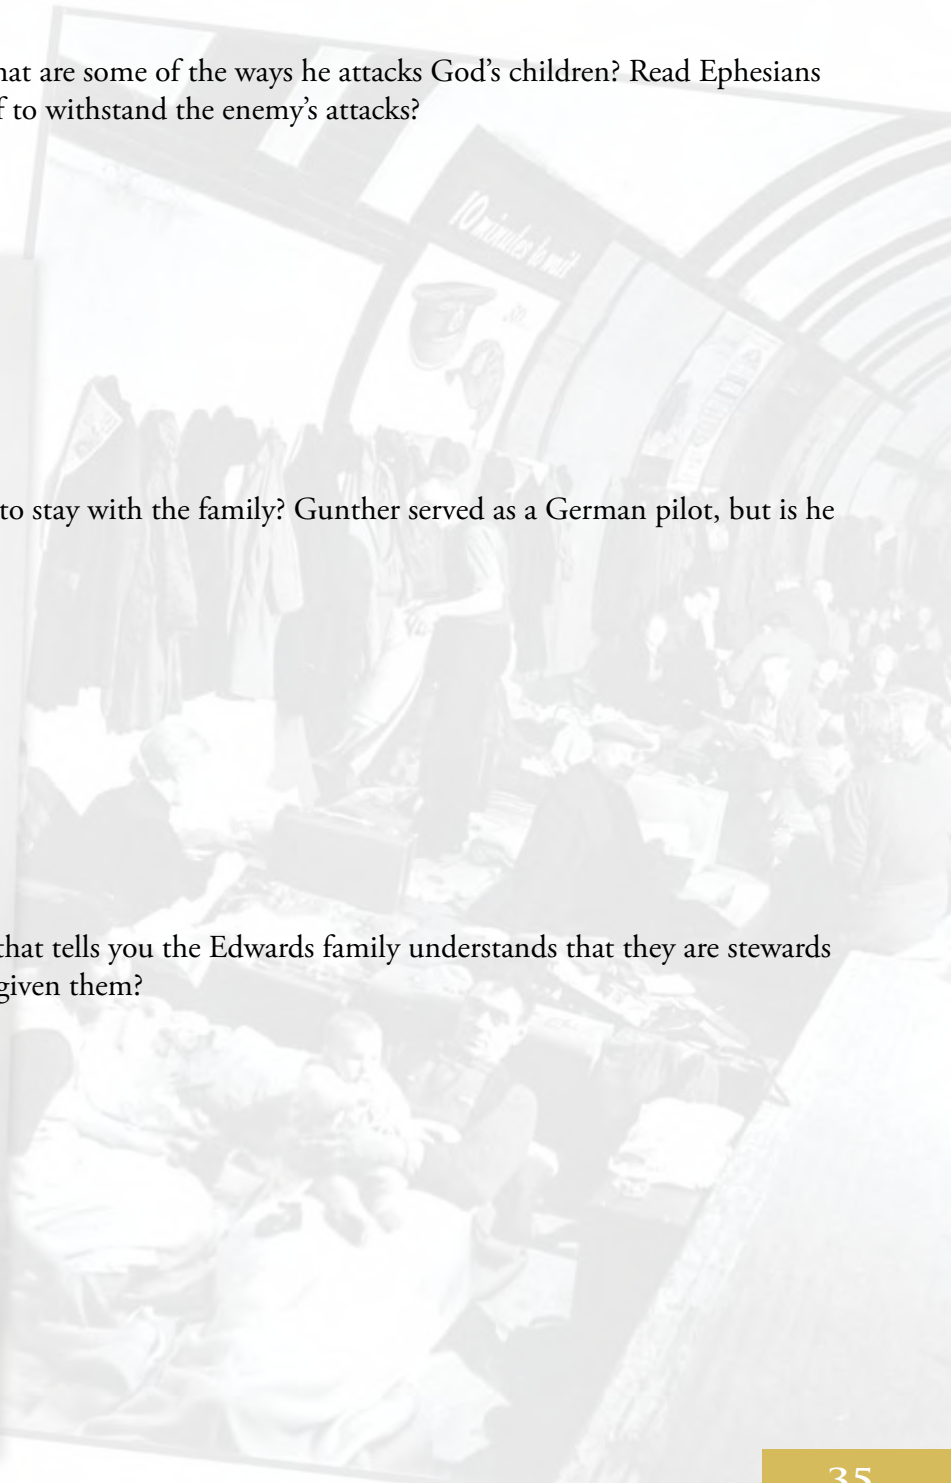 hat are some of the ways he attacks God’s children? Read Ephesians
f to withstand the enemy’s attacks?
10 minutes to wait
so...
to stay with the family? Gunther served as a German pilot, but is he
that tells you the Edwards family understands that they are stewards
given them?
35